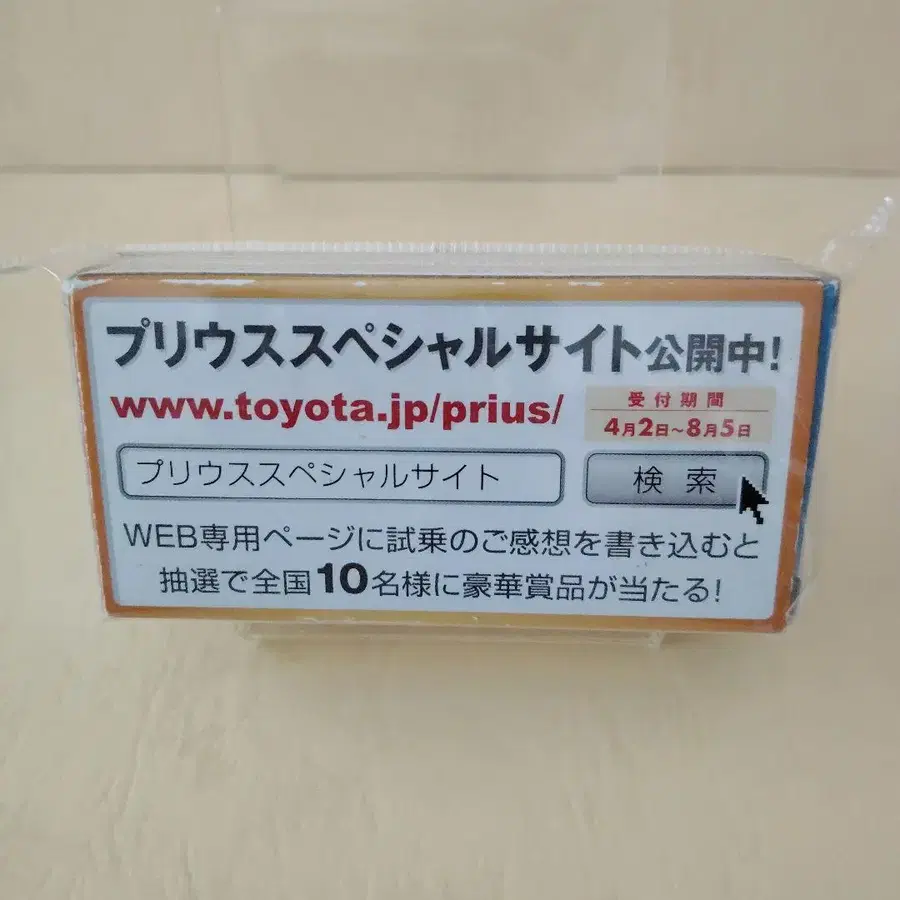 プリウススペシャルサイト公開中!
www.toyota.jp/prius/
受付期間
4月2日~8月5日
プリウススペシャルサイト
検索
WEB専用ページに試乗のご感想を書き込むと
抽選で全国10名様に豪華賞品が当たる!